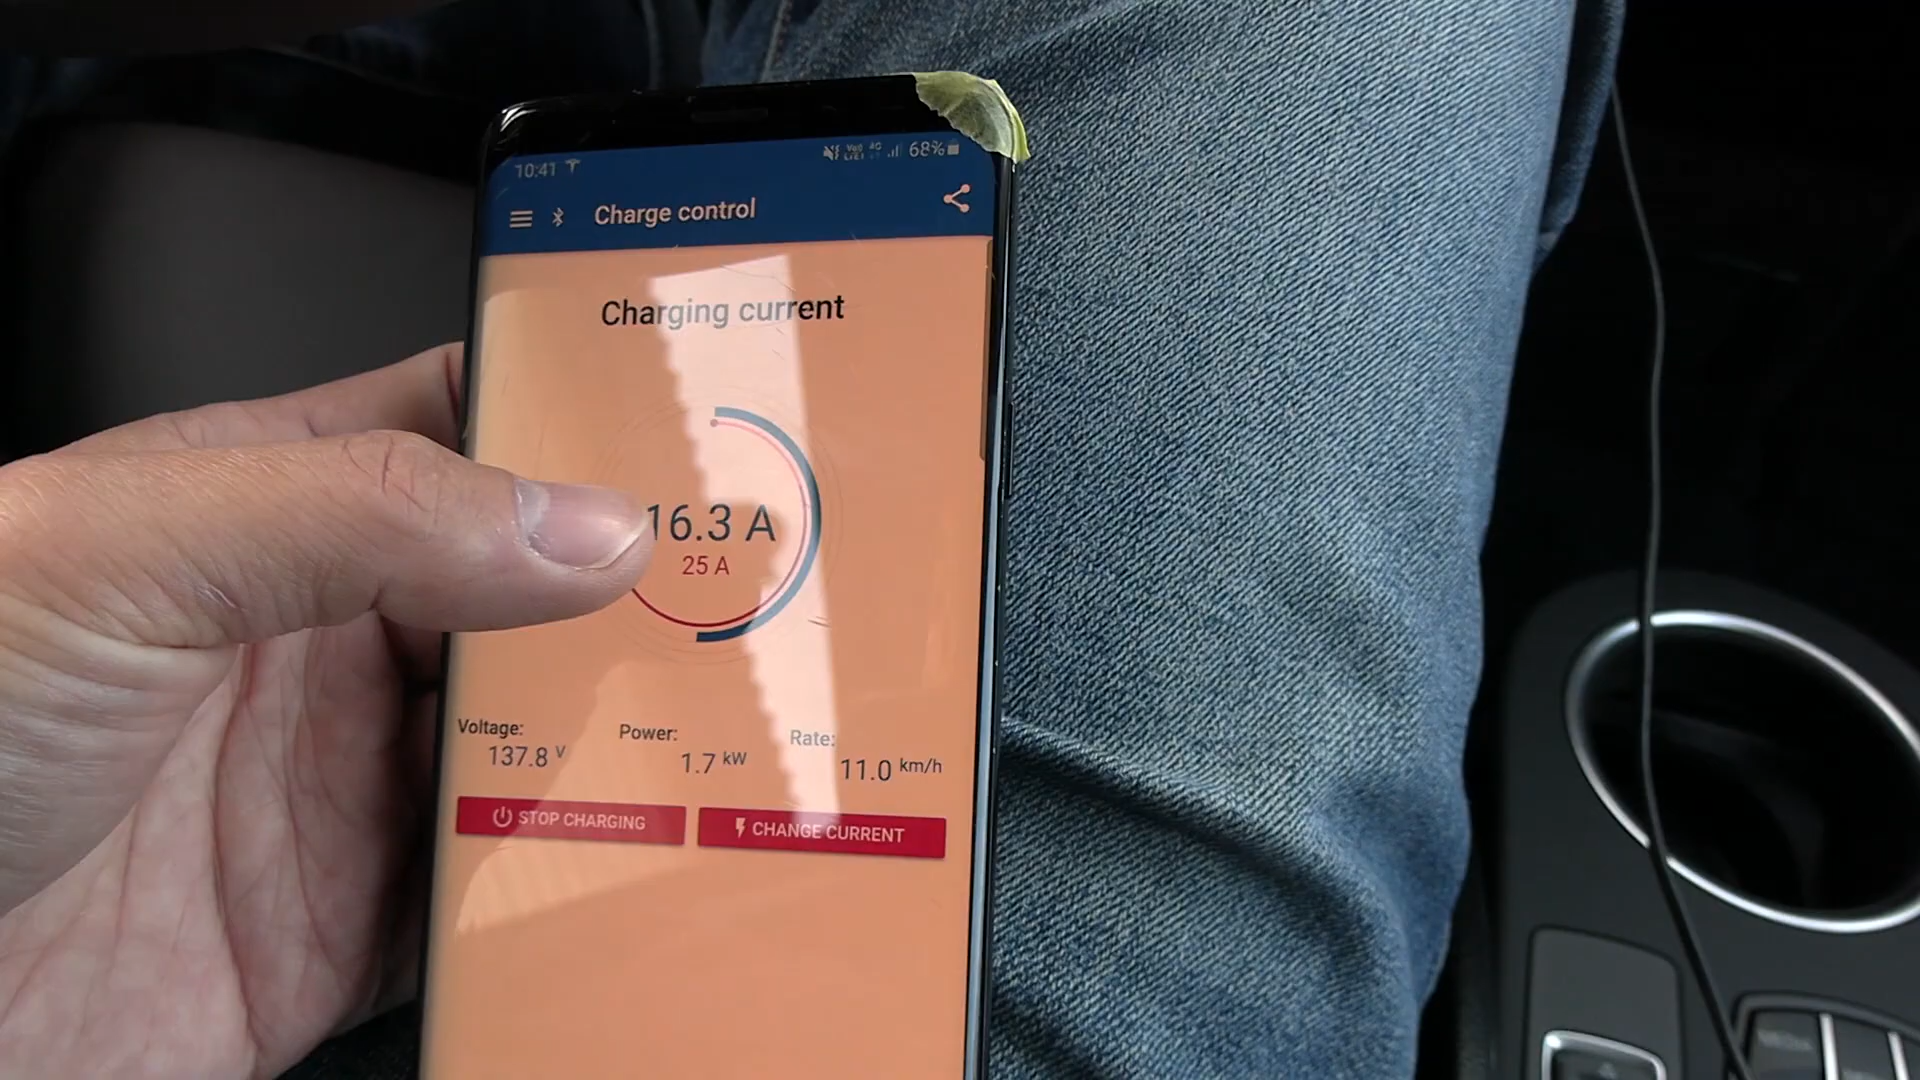 10:41
68%
Charge control
Charging current
16.3 A
25 A
Voltage: Power: Rate:
137.8 V 1.7 kW 11.0 km/h
STOP CHARGING CHANGE CURRENT
MEDIA